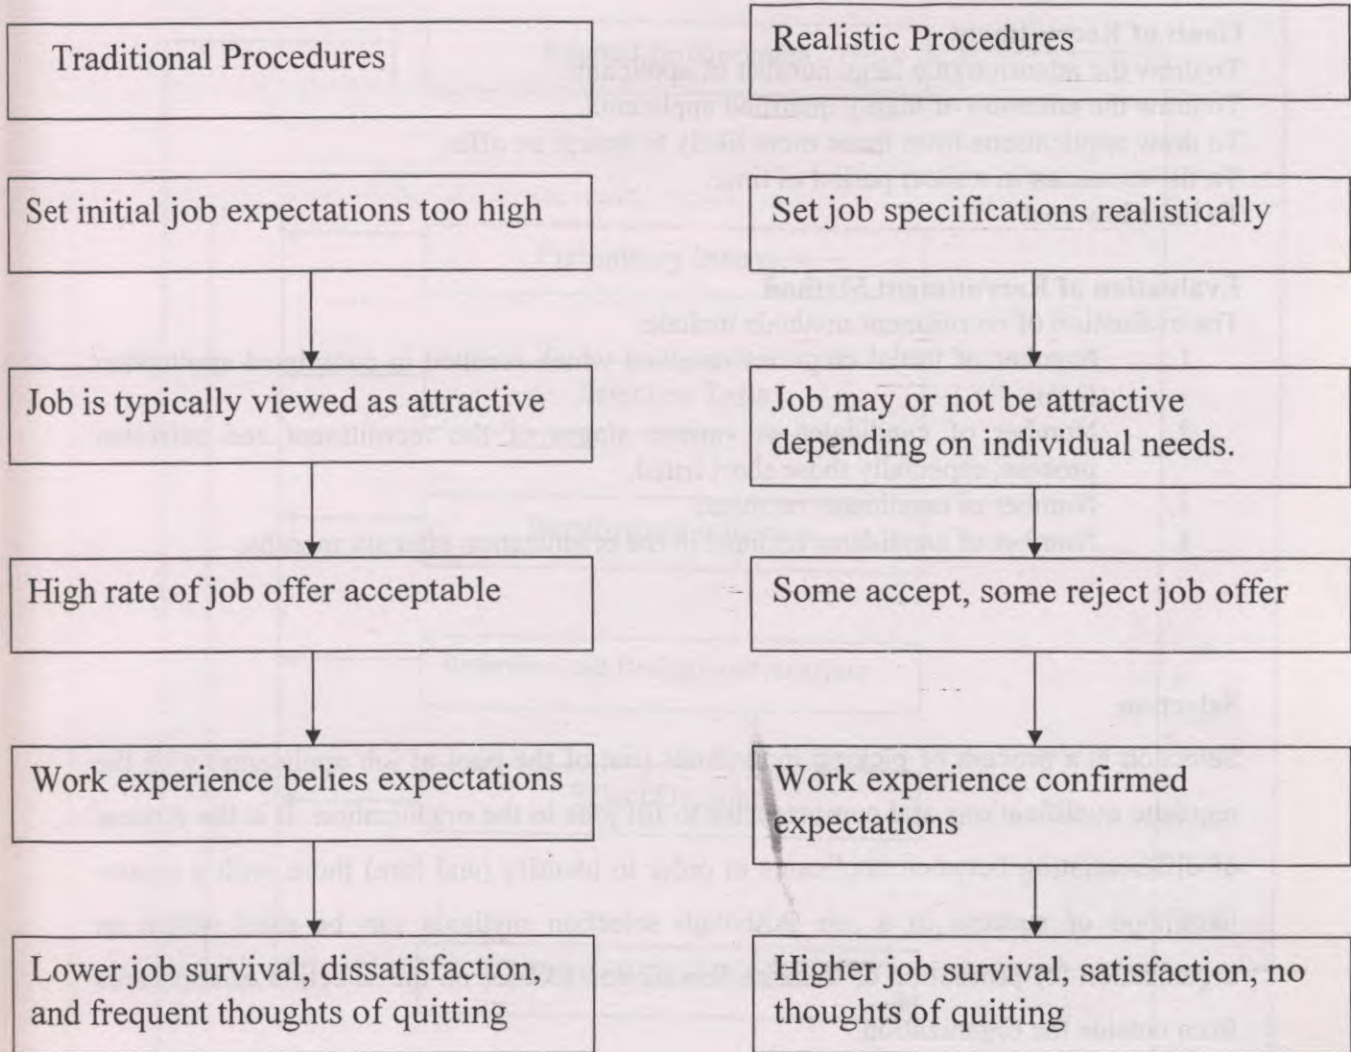 Traditional Procedures
Set initial job expectations too high
Job is typically viewed as attractive
High rate of job offer acceptable
Work experience belies expectations
Lower job survival, dissatisfaction,
and frequent thoughts of quitting
Realistic Procedures
Set job specifications realistically
Job may or not be attractive
depending on individual needs.
Some accept, some reject job offer
Work experience confirmed
expectations
Higher job survival, satisfaction, no
thoughts of quitting